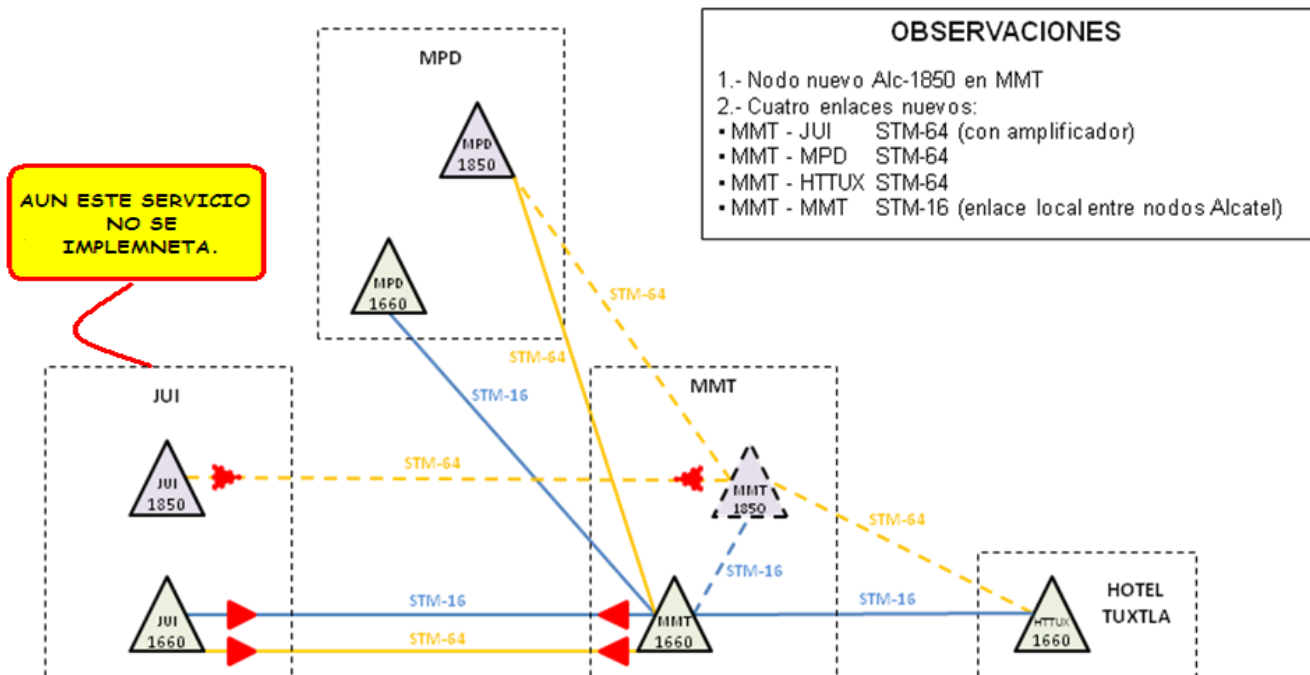 OBSERVACIONES
1.- Nodo nuevo Alc-1850 en MMT
2.- Cuatro enlaces nuevos:
• MMT - JUI STM-64 (con amplificador)
• MMT - MPD STM-64
• MMT - HTTUX STM-64
• MMT - MMT STM-16 (enlace local entre nodos Alcatel)
MPD
MPD
1850
AUN ESTE SERVICIO
NO SE
IMPLEMNETA.
MPD
1660
STM-64
STM-64
STM-16
JUI
MMT
JUI
1850
STM-64
MMT
1850
STM-64
STM-16
JUI
1660
STM-16
STM-64
MMT
1660
STM-16
HTTUX
1660
HOTEL
TUXTLA